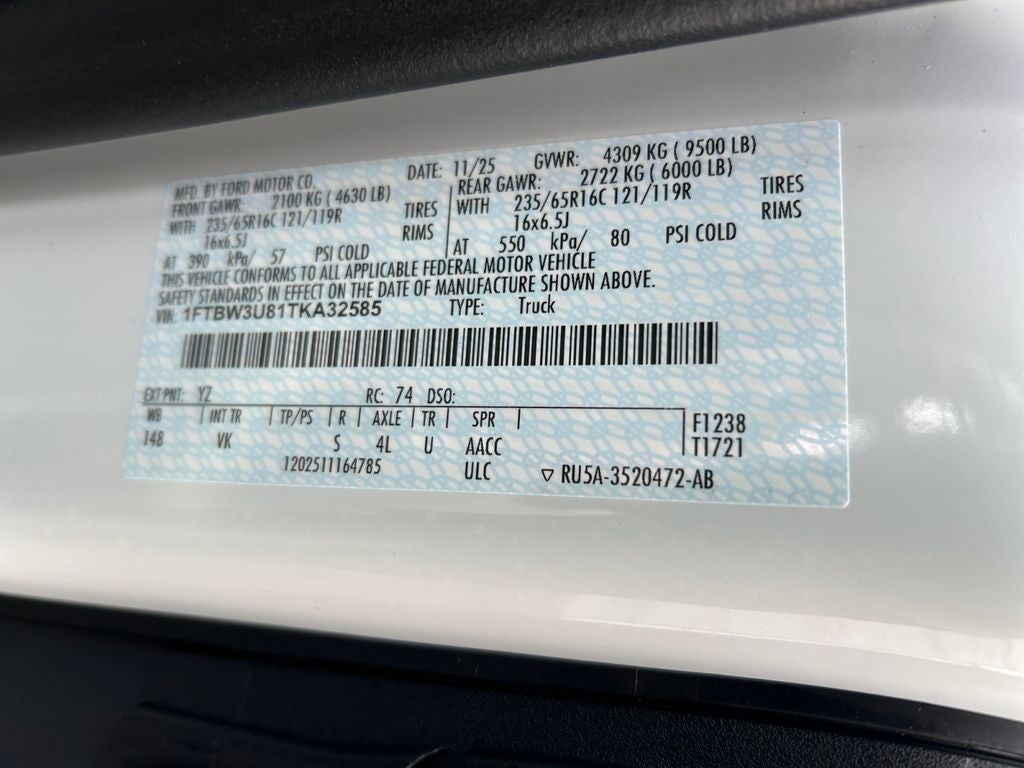 MFD. BY FORD MOTOR CO. DATE: 11/25 GVWR: 4309 KG ( 9500 LB)
FRONT GAWR: 2100 KG ( 4630 LB) REAR GAWR: 2722 KG ( 6000 LB)
WITH 235/65R16C 121/119R TIRES WITH 235/65R16C 121/119R TIRES
16x6.5J RIMS 16x6.5J RIMS
AT 390 kPa/ 57 PSI COLD AT 550 kPa/ 80 PSI COLD
THIS VEHICLE CONFORMS TO ALL APPLICABLE FEDERAL MOTOR VEHICLE
SAFETY STANDARDS IN EFFECT ON THE DATE OF MANUFACTURE SHOWN ABOVE.
VIN: 1FTBW3U81TKA32585 TYPE: Truck
EXT PNT: YZ RC: 74 DSO:
WB INT TR TP/PS R AXLE TR SPR F1238
148 VK S 4L U AACC T1721
1202511164785 ULC ▽ RU5A-3520472-AB